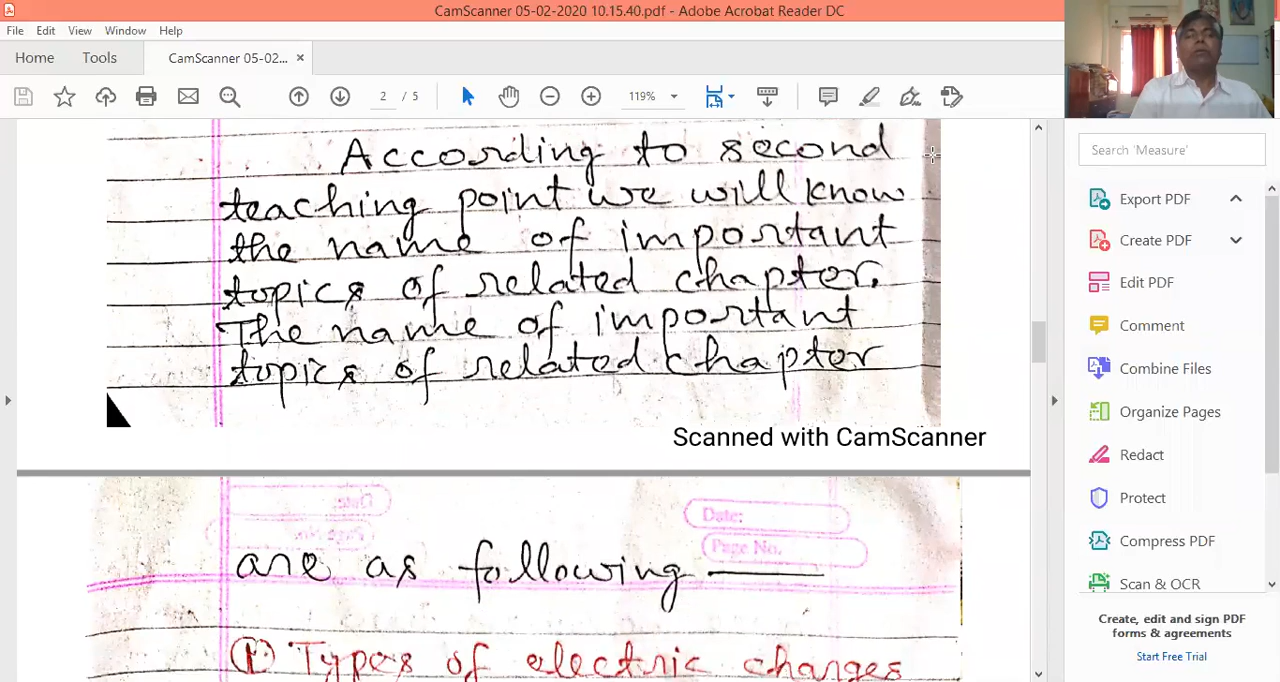 CamScanner 05-02-2020 10.15.40.pdf - Adobe Acrobat Reader DC
File Edit View Window Help
Home Tools CamScanner 05-02... ×
2 / 5 119%
According to second
teaching point we will know
the name of important
topics of related chapter.
The name of important
topics of related chapter
Scanned with CamScanner
Date:
Page No.
are as following
(1) Types of electric charges
Search 'Measure'
Export PDF
Create PDF
Edit PDF
Comment
Combine Files
Organize Pages
Redact
Protect
Compress PDF
Scan & OCR
Create, edit and sign PDF
forms & agreements
Start Free Trial